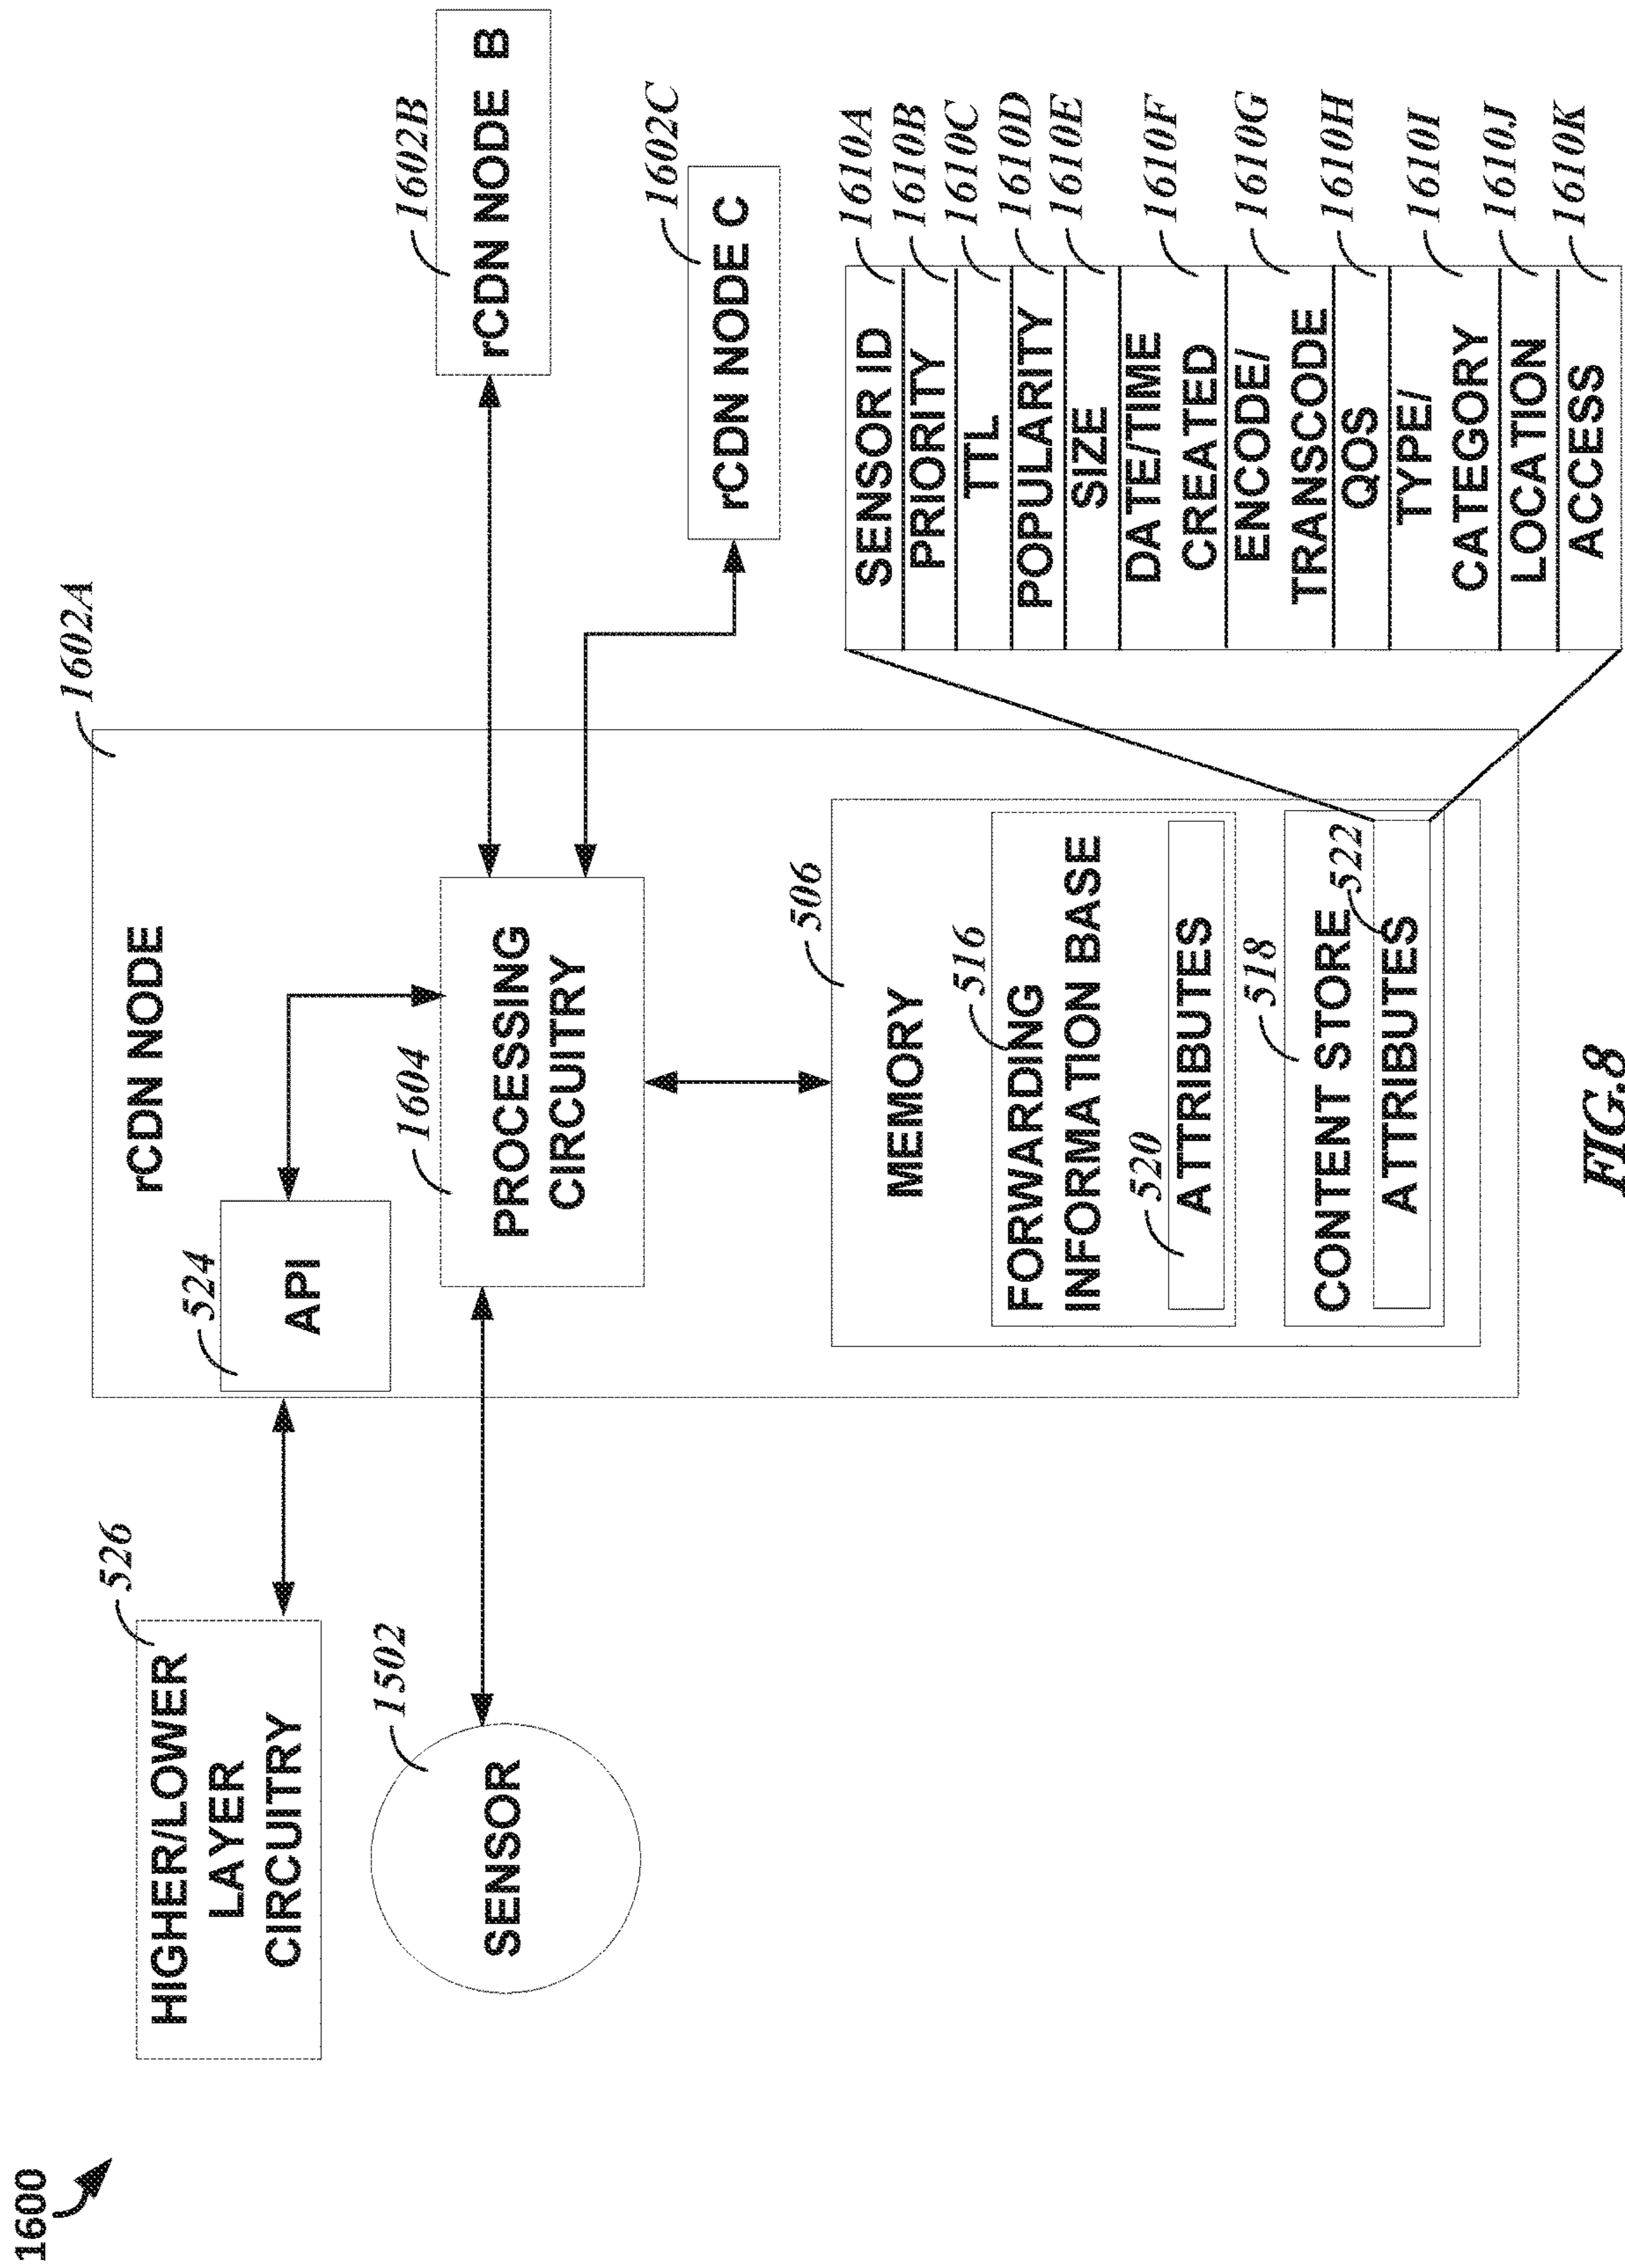 1600
HIGHER/LOWER
LAYER
CIRCUITRY
526
SENSOR
1502
rCDN NODE
1602A
API
524
PROCESSING
CIRCUITRY
1604
MEMORY
506
FORWARDING
INFORMATION BASE
516
ATTRIBUTES
520
CONTENT STORE
518
ATTRIBUTES
522
rCDN NODE B
1602B
rCDN NODE C
1602C
SENSOR ID
1610A
PRIORITY
1610B
TTL
1610C
POPULARITY
1610D
SIZE
1610E
DATE/TIME
CREATED
1610F
ENCODE/
TRANSCODE
1610G
QOS
1610H
TYPE/
CATEGORY
1610I
LOCATION
1610J
ACCESS
1610K
FIG.8